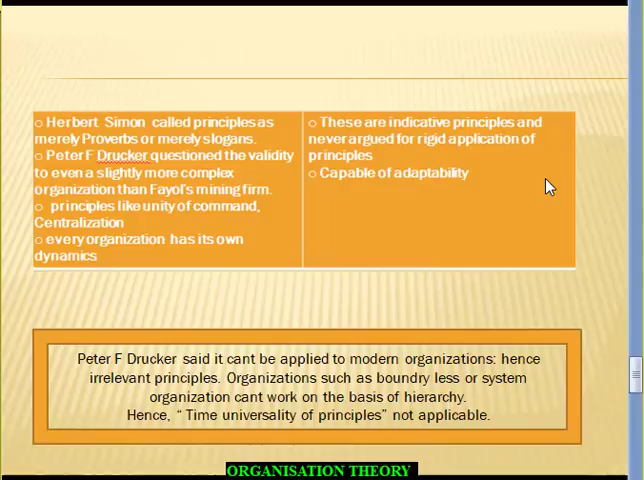 o Herbert Simon called principles as
merely Proverbs or merely slogans.
o Peter F Drucker questioned the validity
to even a slightly more complex
organization than Fayol's mining firm.
o principles like unity of command,
Centralization
o every organization has its own
dynamics
o These are indicative principles and
never argued for rigid application of
principles
o Capable of adaptability
Peter F Drucker said it cant be applied to modern organizations: hence
irrelevant principles. Organizations such as boundry less or system
organization cant work on the basis of hierarchy.
Hence, “ Time universality of principles” not applicable.
ORGANISATION THEORY